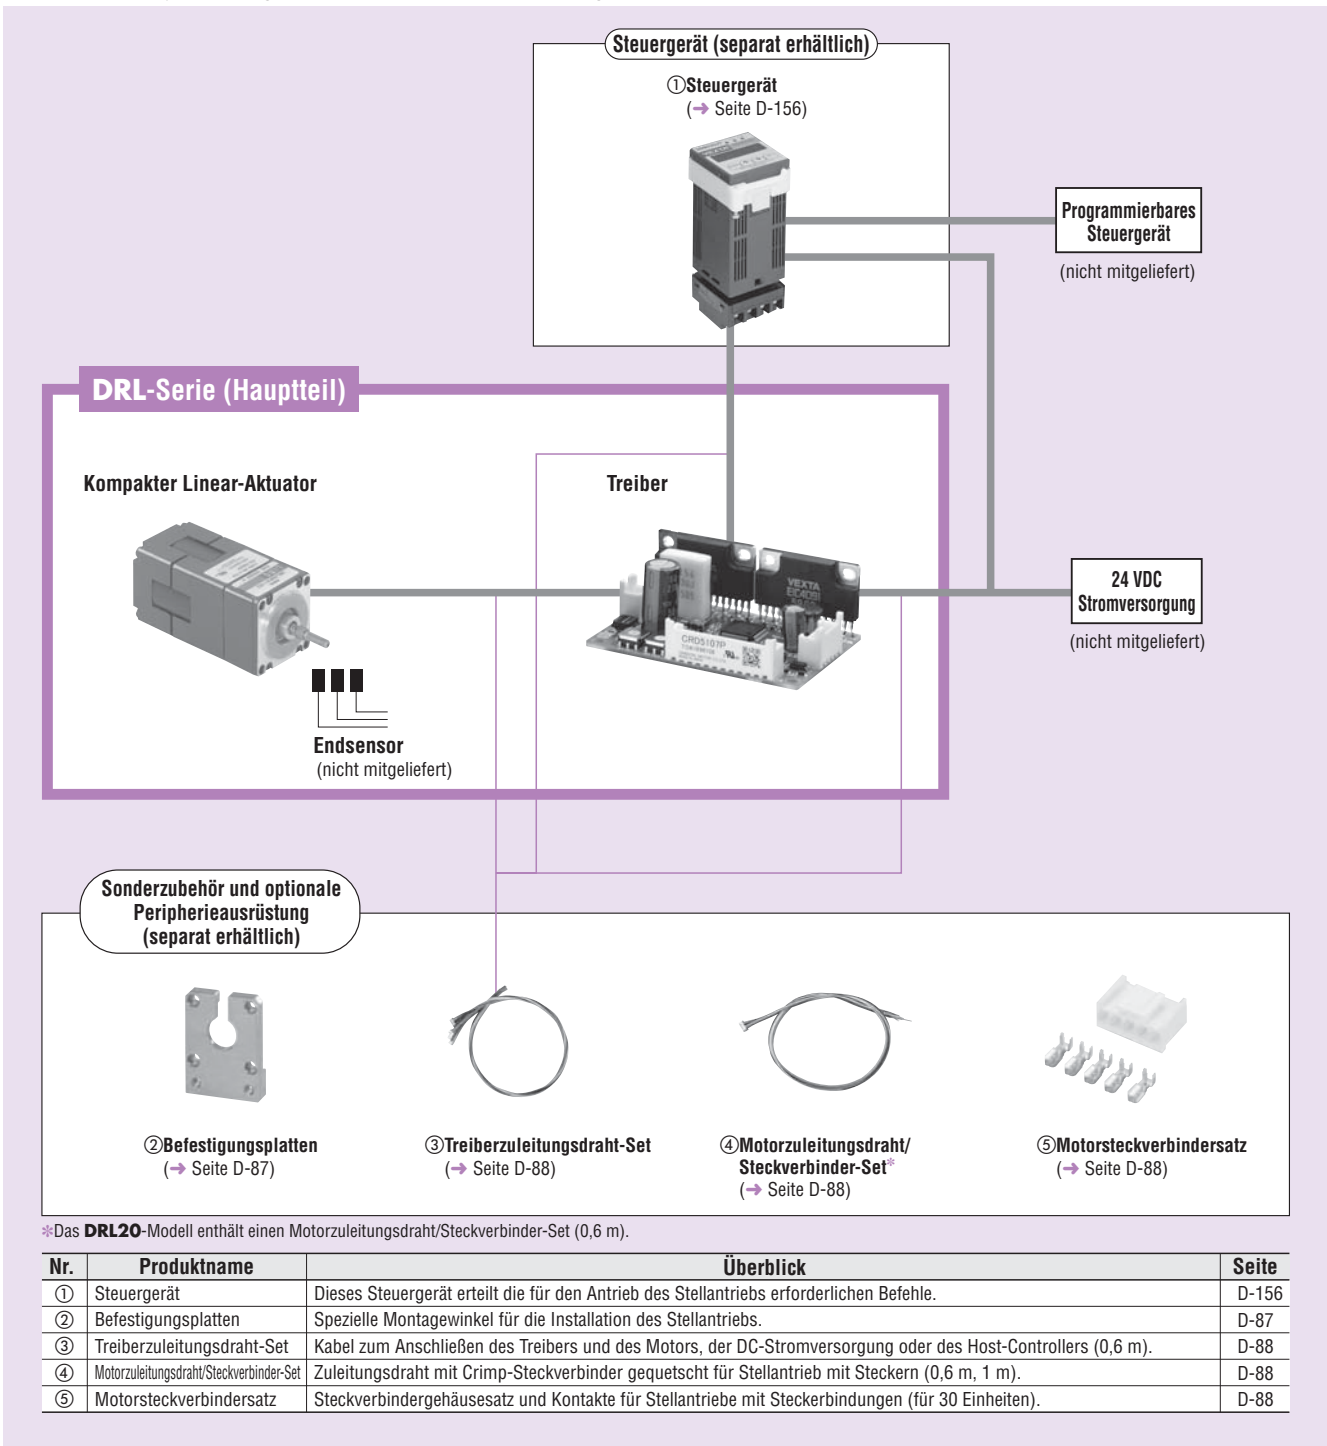 Steuergerät (separat erhältlich)
①Steuergerät
(➜ Seite D-156)
Programmierbares
Steuergerät
(nicht mitgeliefert)
DRL-Serie (Hauptteil)
Kompakter Linear-Aktuator
Treiber
VEXTA
CRD5107P
24 VDC
Stromversorgung
(nicht mitgeliefert)
Endsensor
(nicht mitgeliefert)
Sonderzubehör und optionale
Peripherieausrüstung
(separat erhältlich)
②Befestigungsplatten
(➜ Seite D-87)
③Treiberzuleitungsdraht-Set
(➜ Seite D-88)
④Motorzuleitungsdraht/
Steckverbinder-Set*
(➜ Seite D-88)
⑤Motorsteckverbindersatz
(➜ Seite D-88)
*Das DRL20-Modell enthält einen Motorzuleitungsdraht/Steckverbinder-Set (0,6 m).
Nr. Produktname Überblick Seite
① Steuergerät Dieses Steuergerät erteilt die für den Antrieb des Stellantriebs erforderlichen Befehle. D-156
② Befestigungsplatten Spezielle Montagewinkel für die Installation des Stellantriebs. D-87
③ Treiberzuleitungsdraht-Set Kabel zum Anschließen des Treibers und des Motors, der DC-Stromversorgung oder des Host-Controllers (0,6 m). D-88
④ Motorzuleitungsdraht/Steckverbinder-Set Zuleitungsdraht mit Crimp-Steckverbinder gequetscht für Stellantrieb mit Steckern (0,6 m, 1 m). D-88
⑤ Motorsteckverbindersatz Steckverbindergehäusesatz und Kontakte für Stellantriebe mit Steckerbindungen (für 30 Einheiten). D-88